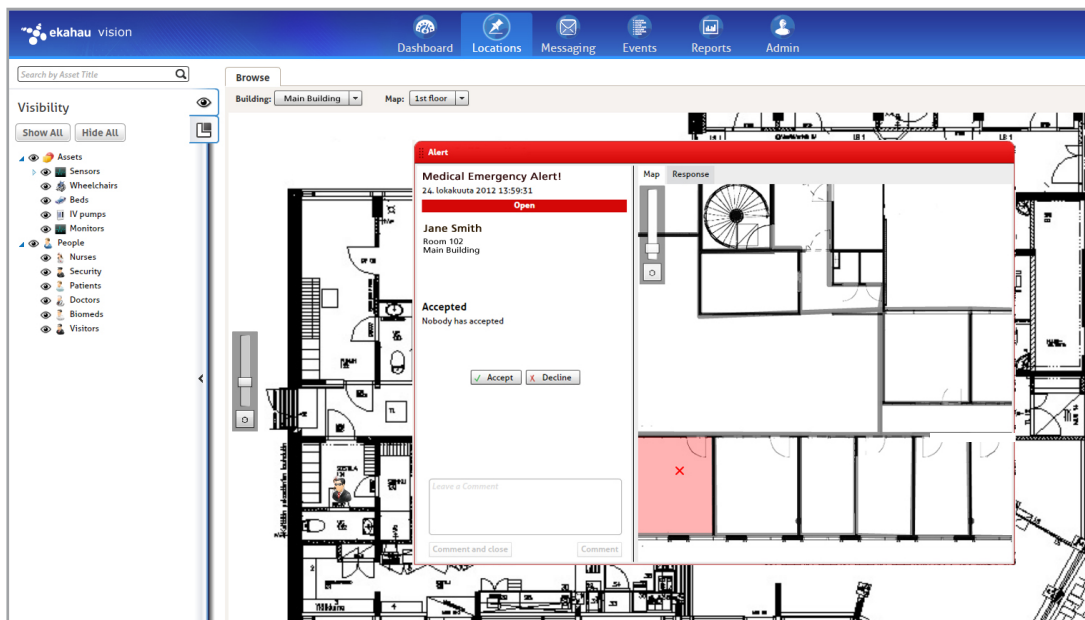 ekahau vision
Dashboard
Locations
Messaging
Events
Reports
Admin
Search by Asset Title
Browse
Visibility
Building:
Main Building
Map:
1st floor
Show All
Hide All
Assets
Sensors
Wheelchairs
Beds
IV pumps
Monitors
People
Nurses
Security
Patients
Doctors
Biomeds
Visitors
Alert
Medical Emergency Alert!
24. lokakuuta 2012 13:59:31
Open
Jane Smith
Room 102
Main Building
Accepted
Nobody has accepted
Accept
Decline
Leave a Comment
Comment and close
Comment
Map
Response